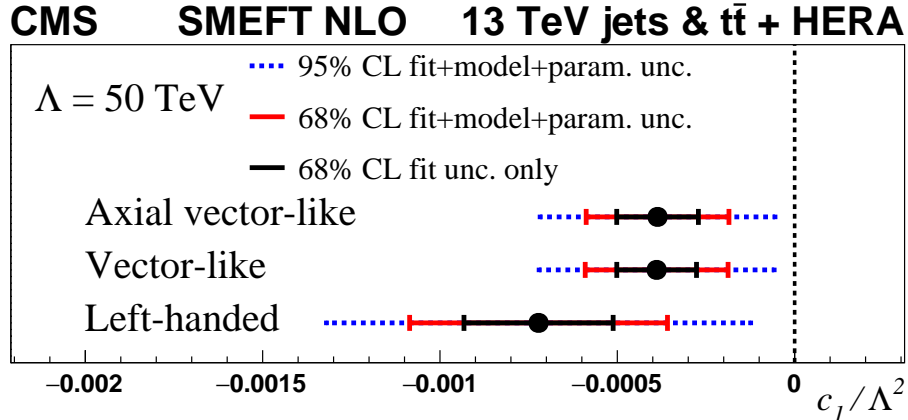 CMS SMEFT NLO 13 TeV jets & tt̄ + HERA
Λ = 50 TeV
95% CL fit+model+param. unc.
68% CL fit+model+param. unc.
68% CL fit unc. only
Axial vector-like
Vector-like
Left-handed
−0.002 −0.0015 −0.001 −0.0005 0
c₁/Λ²